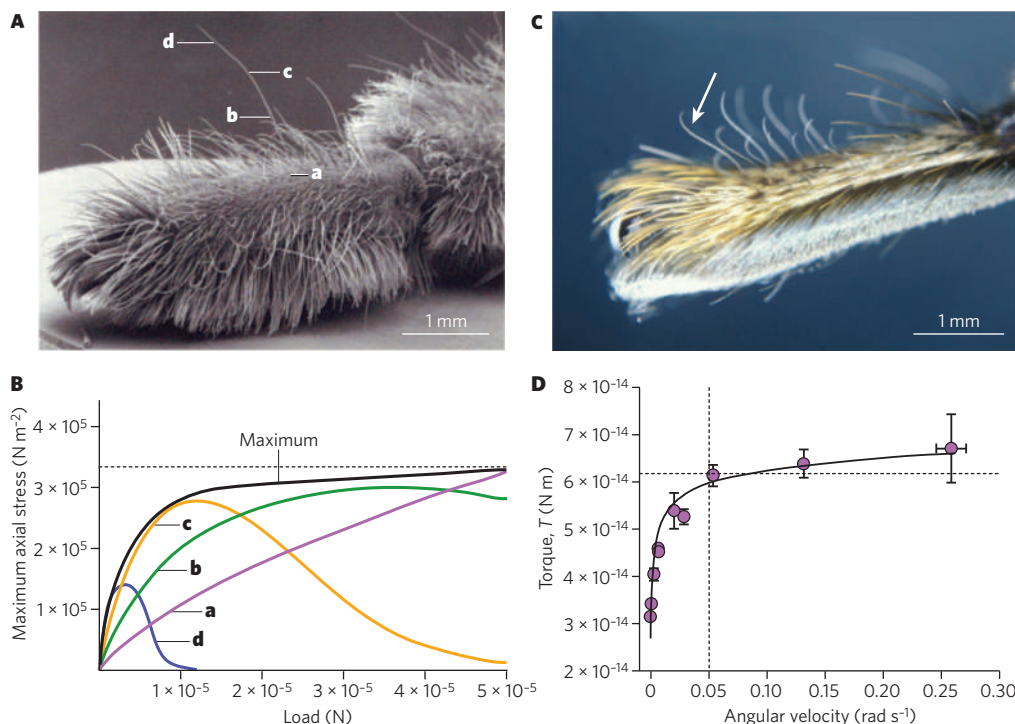 A
d
c
b
a
1 mm
C
1 mm
B
Maximum axial stress (N m⁻²)
4 × 10⁵
3 × 10⁵
2 × 10⁵
1 × 10⁵
Maximum
c
b
a
d
1 × 10⁻⁵
2 × 10⁻⁵
3 × 10⁻⁵
4 × 10⁻⁵
5 × 10⁻⁵
Load (N)
D
Torque, T (N m)
8 × 10⁻¹⁴
7 × 10⁻¹⁴
6 × 10⁻¹⁴
5 × 10⁻¹⁴
4 × 10⁻¹⁴
3 × 10⁻¹⁴
2 × 10⁻¹⁴
0
0.05
0.10
0.15
0.20
0.25
0.30
Angular velocity (rad s⁻¹)